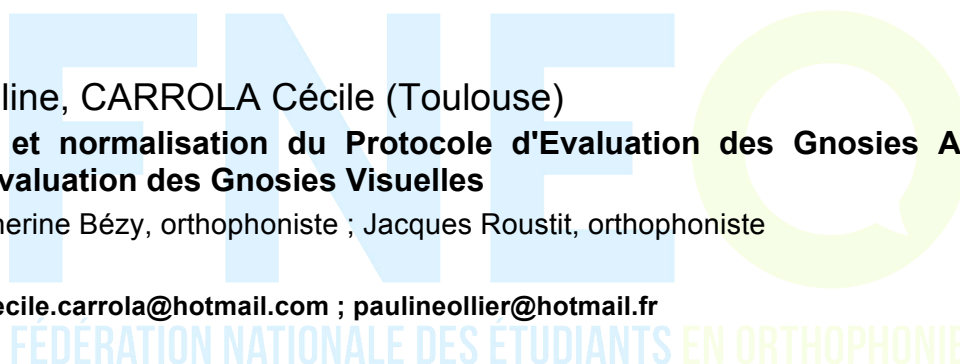 FNEO
line, CARROLA Cécile (Toulouse)
et normalisation du Protocole d'Evaluation des Gnosies A
valuation des Gnosies Visuelles
herine Bézy, orthophoniste ; Jacques Roustit, orthophoniste
ecile.carrola@hotmail.com ; paulineollier@hotmail.fr
FÉDÉRATION NATIONALE DES ÉTUDIANTS EN ORTHOPHONIE